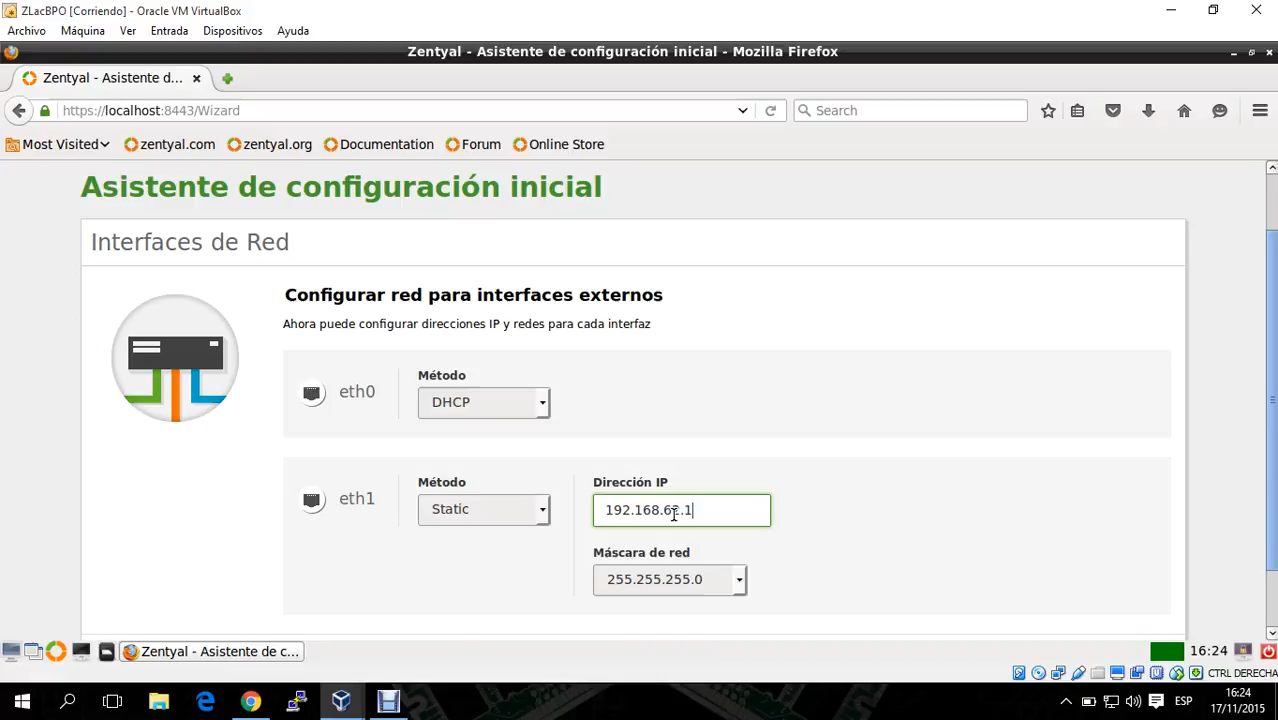 ZLacBPO [Corriendo] - Oracle VM VirtualBox
Archivo Máquina Ver Entrada Dispositivos Ayuda
Zentyal - Asistente de configuración inicial - Mozilla Firefox
Zentyal - Asistente d...
https://localhost:8443/Wizard
Search
Most Visited zentyal.com zentyal.org Documentation Forum Online Store
Asistente de configuración inicial
Interfaces de Red
Configurar red para interfaces externos
Ahora puede configurar direcciones IP y redes para cada interfaz
eth0
Método
DHCP
eth1
Método
Static
Dirección IP
Máscara de red
255.255.255.0
Zentyal - Asistente de c...
16:24
CTRL DERECHA
ESP
16:24
17/11/2015